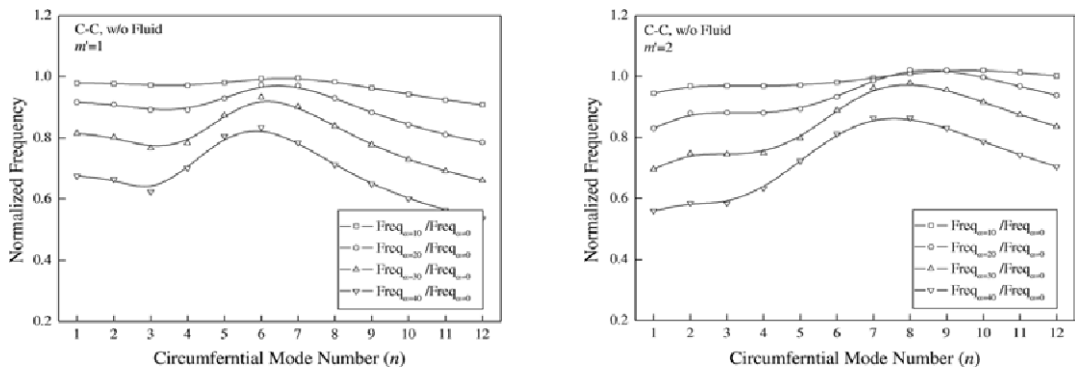 C-C, w/o Fluid
m'=1
Normalized Frequency
1.2
1.0
0.8
0.6
0.4
0.2
Freqα=10 /Freqα=0
Freqα=20 /Freqα=0
Freqα=30 /Freqα=0
Freqα=40 /Freqα=0
1 2 3 4 5 6 7 8 9 10 11 12
Circumferntial Mode Number (n)
C-C, w/o Fluid
m'=2
Normalized Frequency
1.2
1.0
0.8
0.6
0.4
0.2
Freqα=10 /Freqα=0
Freqα=20 /Freqα=0
Freqα=30 /Freqα=0
Freqα=40 /Freqα=0
1 2 3 4 5 6 7 8 9 10 11 12
Circumferntial Mode Number (n)